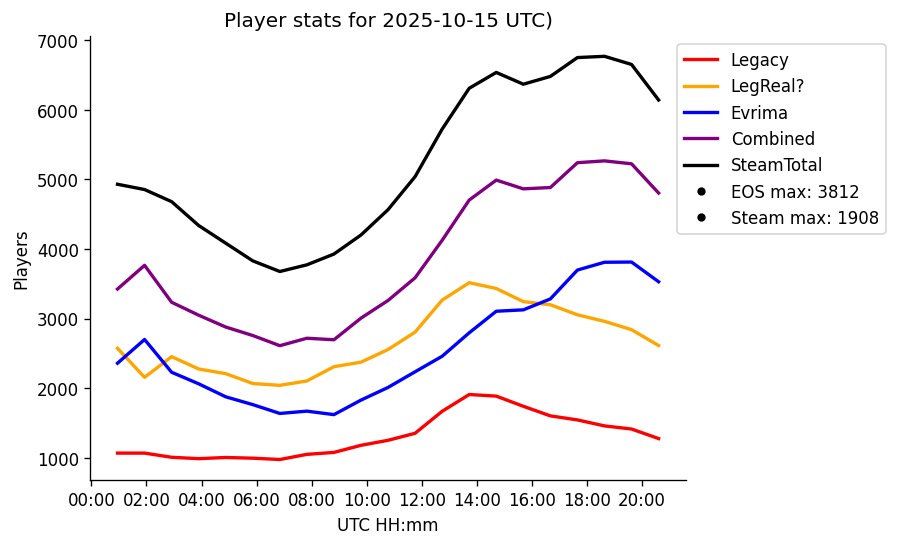 Player stats for 2025-10-15 UTC)
7000
6000
5000
4000
3000
2000
1000
Players
00:00 02:00 04:00 06:00 08:00 10:00 12:00 14:00 16:00 18:00 20:00
UTC HH:mm
Legacy
LegReal?
Evrima
Combined
SteamTotal
EOS max: 3812
Steam max: 1908